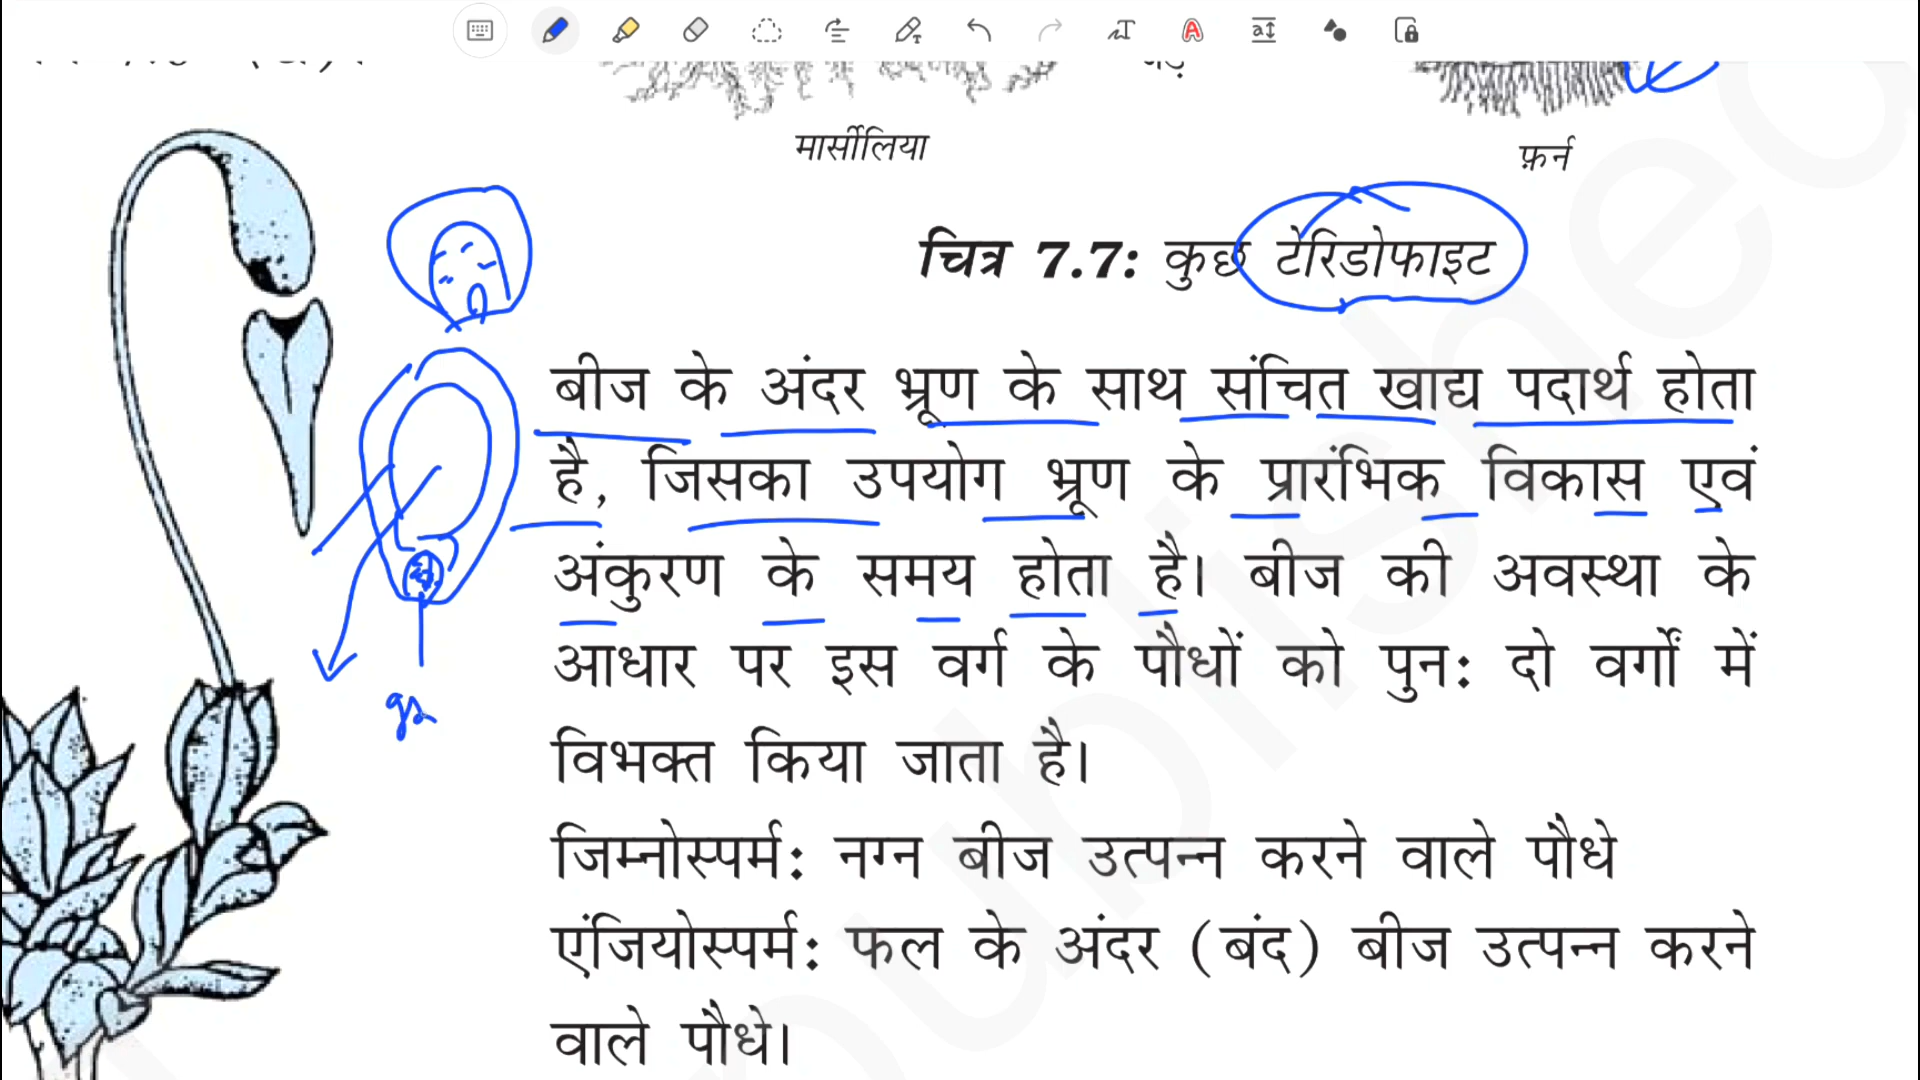 मार्सीलिया
फ़र्न
चित्र 7.7: कुछ टेरिडोफाइट
बीज के अंदर भ्रूण के साथ संचित खाद्य पदार्थ होता
है, जिसका उपयोग भ्रूण के प्रारंभिक विकास एवं
अंकुरण के समय होता है। बीज की अवस्था के
आधार पर इस वर्ग के पौधों को पुन: दो वर्गों में
विभक्त किया जाता है।
जिम्नोस्पर्म: नग्न बीज उत्पन्न करने वाले पौधे
एंजियोस्पर्म: फल के अंदर (बंद) बीज उत्पन्न करने
वाले पौधे।